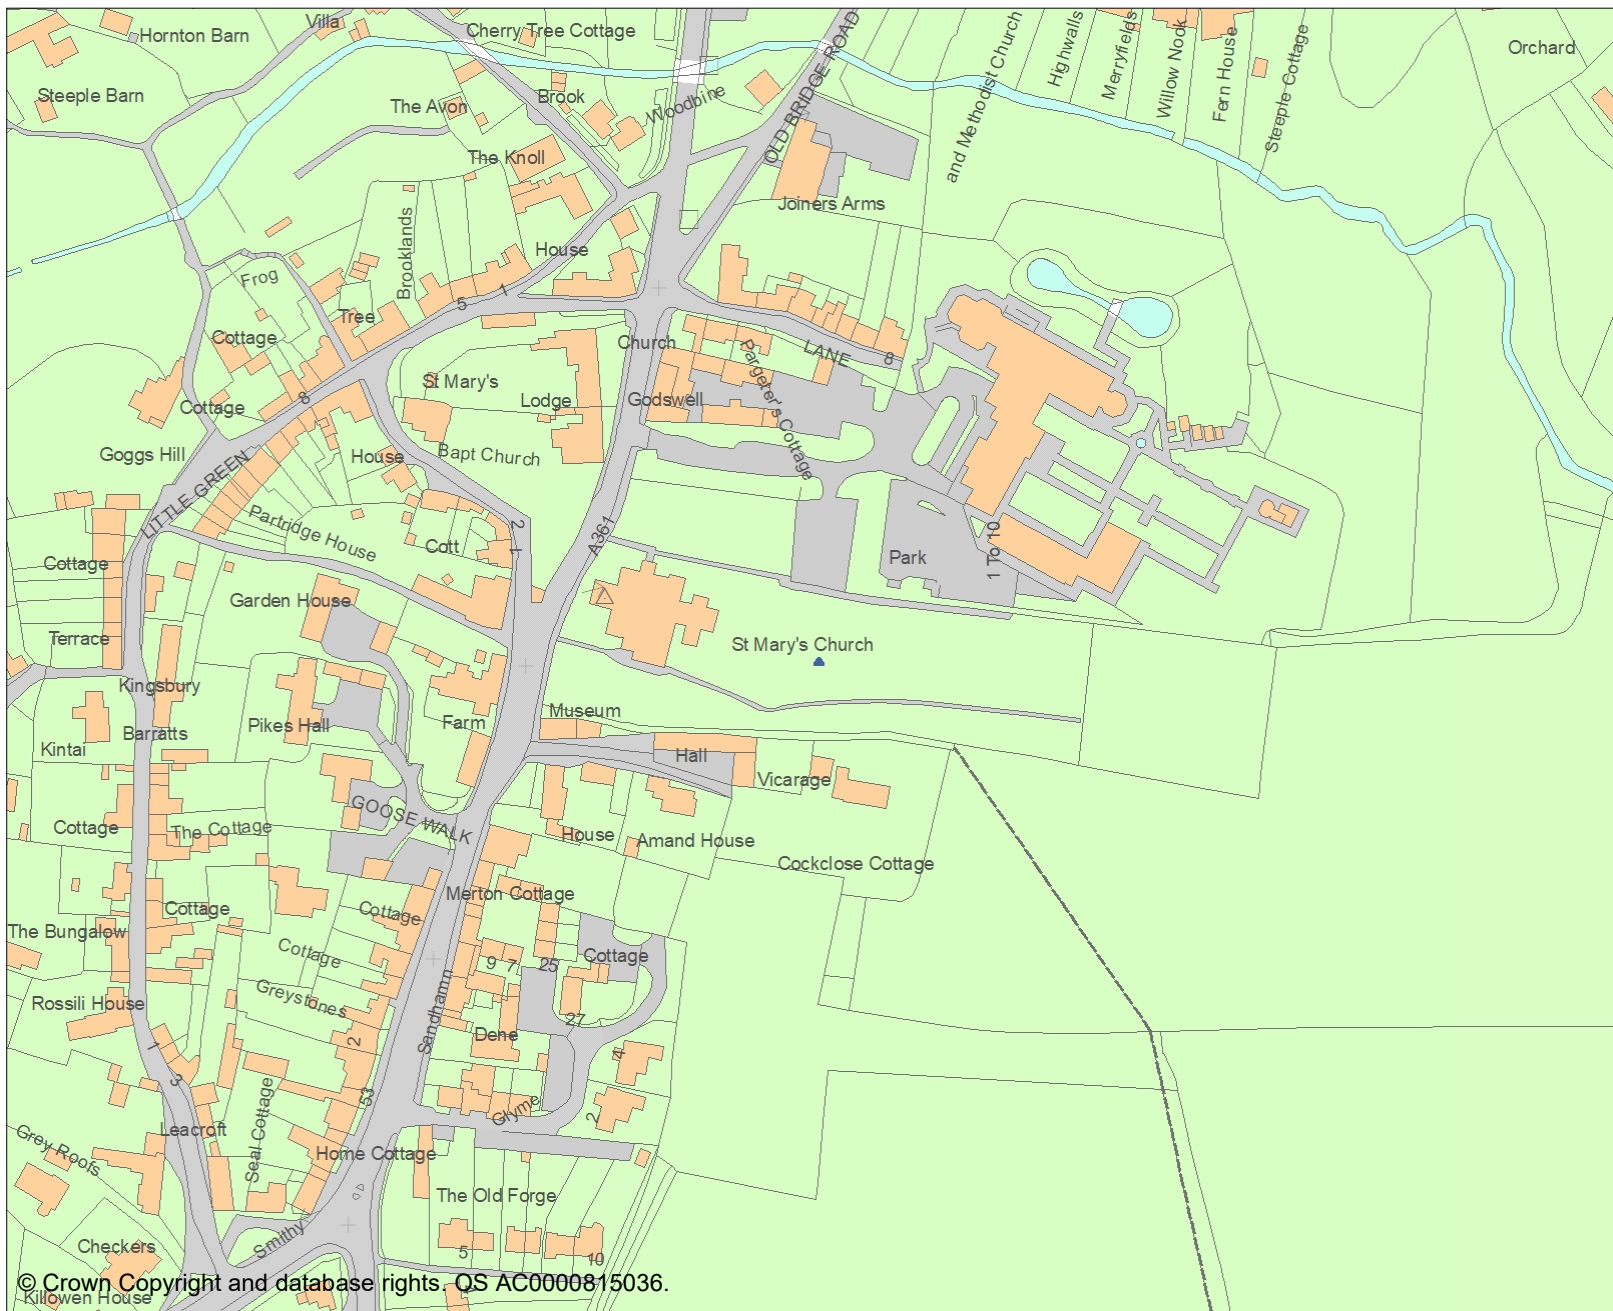 Villa
Cherry Tree Cottage
Hornton Barn
Orchard
Steeple Barn
The Avon
Brook
Woodbine
OLD BRIDGE ROAD
and Methodist Church
Highwalls
Merryfields
Willow Nook
Farn House
Steeple Cottage
The Knoll
Joiners Arms
House
Brooklands
Frog
5
1
Tree
Cottage
Church
LANE
8
St Mary's
Lodge
Godswell
Pargeter's Cottage
8
Cottage
Goggs Hill
House
Bapt Church
LITTLE GREEN
Partridge House
Cott
2
1
A361
Park
1 To 10
Cottage
Garden House
Terrace
St Mary's Church
Kingsbury
Barratts
Pikes Hall
Farm
Museum
Kintai
Hall
Vicarage
GOOSE WALK
Cottage
The Cottage
House
Amand House
Cockclose Cottage
Merton Cottage
Cottage
Cottage
The Bungalow
Cottage
9
7
25
Cottage
Greystones
Rossili House
Sandhamn
27
Dene
1
2
4
3
53
Glyme
2
Leacroft
Seal Cottage
Grey Roofs
Home Cottage
The Old Forge
Smithy
Checkers
5
10
© Crown Copyright and database rights. OS AC0000815036.
Killowen House